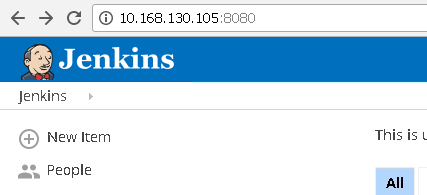 10.168.130.105:8080
Jenkins
Jenkins
New Item
This is u
People
All